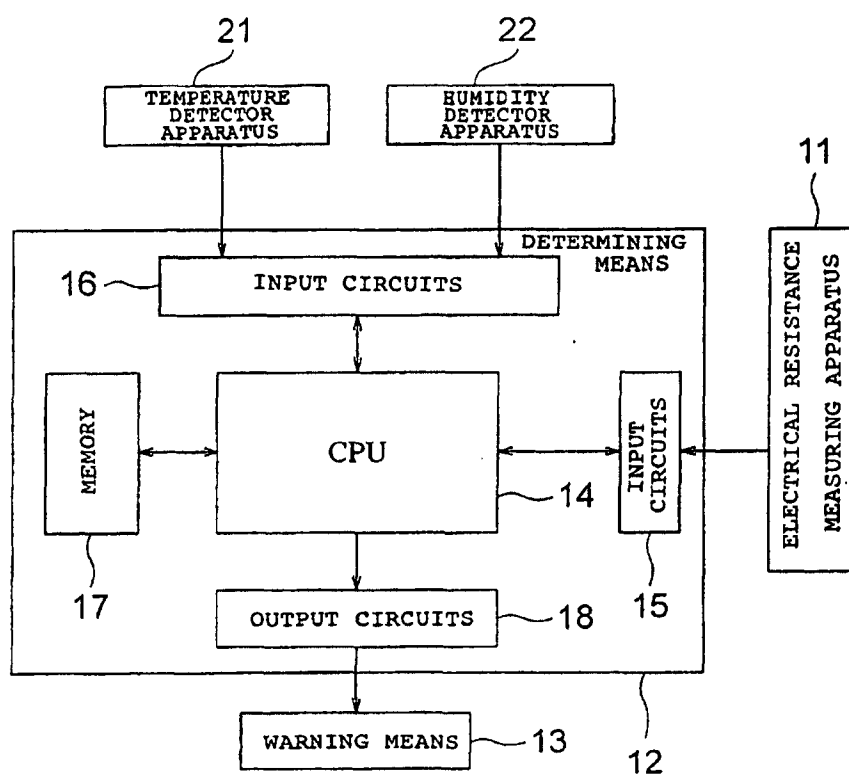 21
22
TEMPERATURE
DETECTOR
APPARATUS
HUMIDITY
DETECTOR
APPARATUS
11
DETERMINING
MEANS
16
INPUT CIRCUITS
ELECTRICAL RESISTANCE
MEASURING APPARATUS
MEMORY
CPU
INPUT
CIRCUITS
14
17
15
OUTPUT CIRCUITS
18
WARNING MEANS
13
12